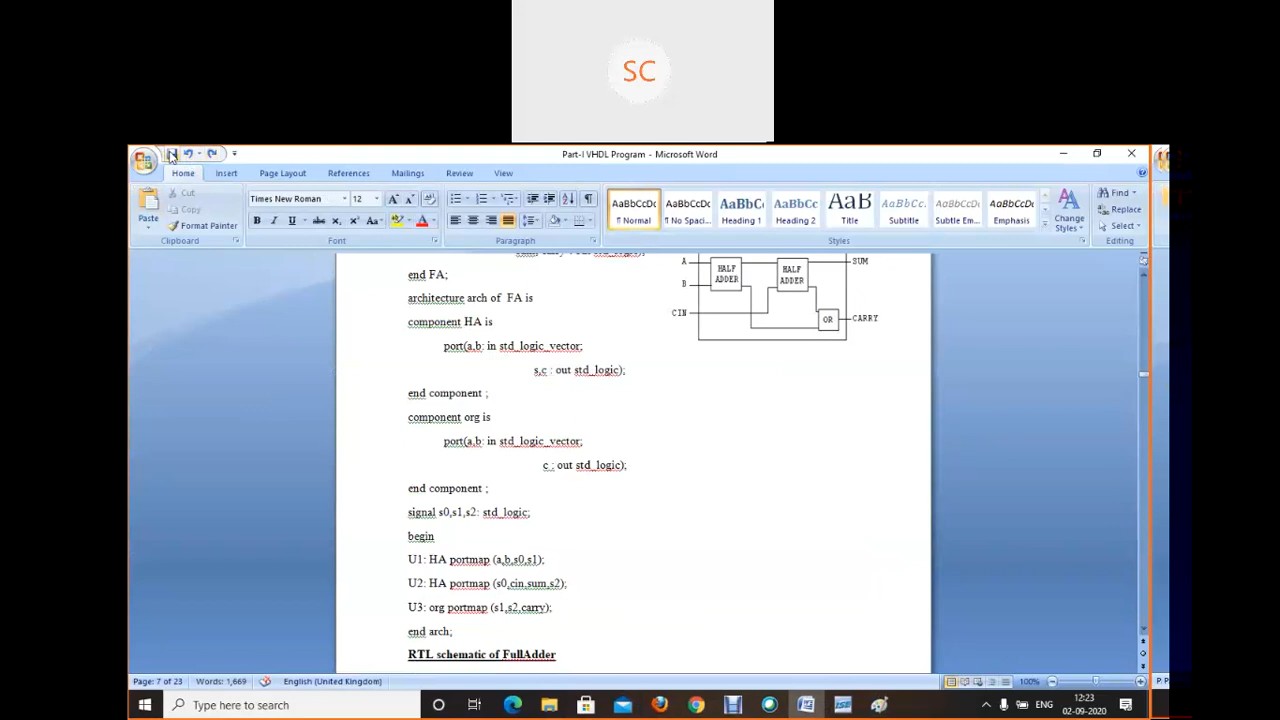 SC
Part-I VHDL Program - Microsoft Word
Home Insert Page Layout References Mailings Review View
Cut
Copy
Paste
Format Painter
Clipboard
Times New Roman 12
Font
Paragraph
AaBbCcDc AaBbCcDc AaBbC AaBbCc AaB AaBbCc. AaBbCcD AaBbCcDc
¶ Normal ¶ No Spaci... Heading 1 Heading 2 Title Subtitle Subtle Em... Emphasis
Styles
Change
Styles
Find
Replace
Select
Editing
end FA;
architecture arch of FA is
component HA is
port(a,b: in std_logic_vector;
s,c : out std_logic);
end component ;
component org is
port(a,b: in std_logic_vector;
c : out std_logic);
end component ;
signal s0,s1,s2: std_logic;
begin
U1: HA portmap (a,b,s0,s1);
U2: HA portmap (s0,cin,sum,s2);
U3: org portmap (s1,s2,carry);
end arch;
RTL schematic of FullAdder
A
B
CIN
HALF
ADDER
HALF
ADDER
OR
SUM
CARRY
Page: 7 of 23 Words: 1,669 English (United Kingdom) 100%
Type here to search
ENG
12:23
02-09-2020